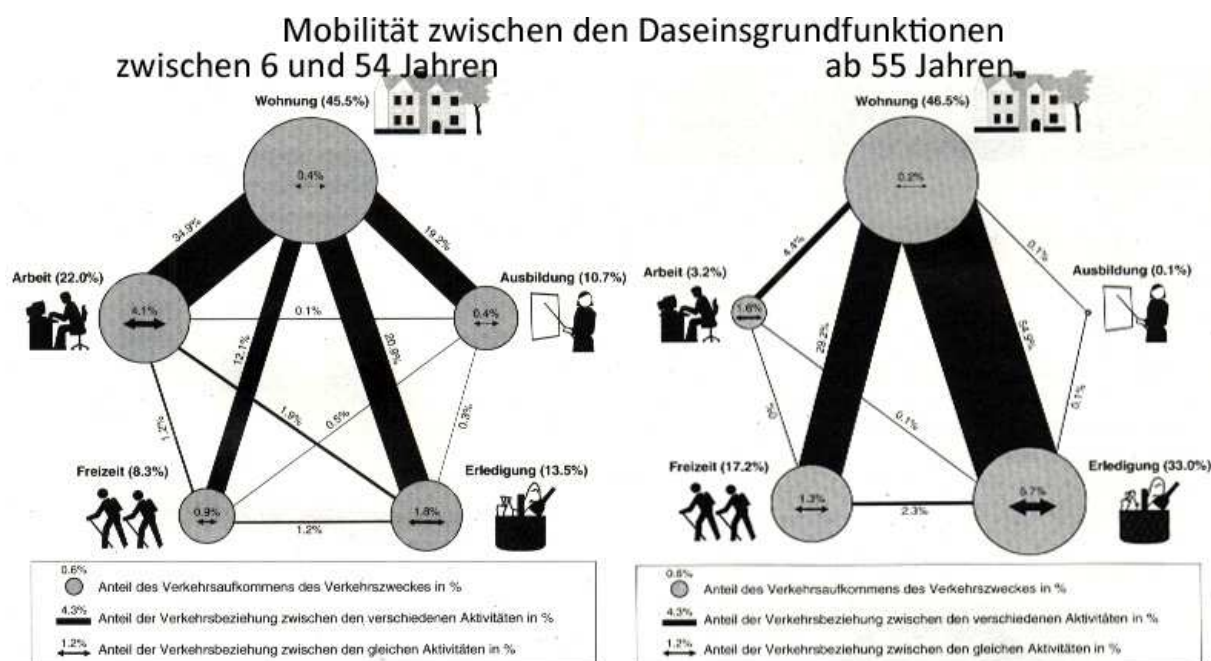 Mobilität zwischen den Daseinsgrundfunktionen
zwischen 6 und 54 Jahren
Wohnung (45.5%)
0.4%
34.9%
19.2%
Arbeit (22.0%)
4.1%
Ausbildung (10.7%)
0.4%
0.1%
12.1%
20.9%
1.2%
1.9%
0.5%
0.3%
Freizeit (8.3%)
0.9%
Erledigung (13.5%)
1.8%
1.2%
0.6%
Anteil des Verkehrsaufkommens des Verkehrszweckes in %
4.3%
Anteil der Verkehrsbeziehung zwischen den verschiedenen Aktivitäten in %
1.2%
Anteil der Verkehrsbeziehung zwischen den gleichen Aktivitäten in %
ab 55 Jahren
Wohnung (46.5%)
0.2%
4.4%
0.1%
Arbeit (3.2%)
1.6%
Ausbildung (0.1%)
29.2%
54.9%
0.1%
0.1%
Freizeit (17.2%)
1.3%
Erledigung (33.0%)
5.7%
2.3%
0.6%
Anteil des Verkehrsaufkommens des Verkehrszweckes in %
4.3%
Anteil der Verkehrsbeziehung zwischen den verschiedenen Aktivitäten in %
1.2%
Anteil der Verkehrsbeziehung zwischen den gleichen Aktivitäten in %